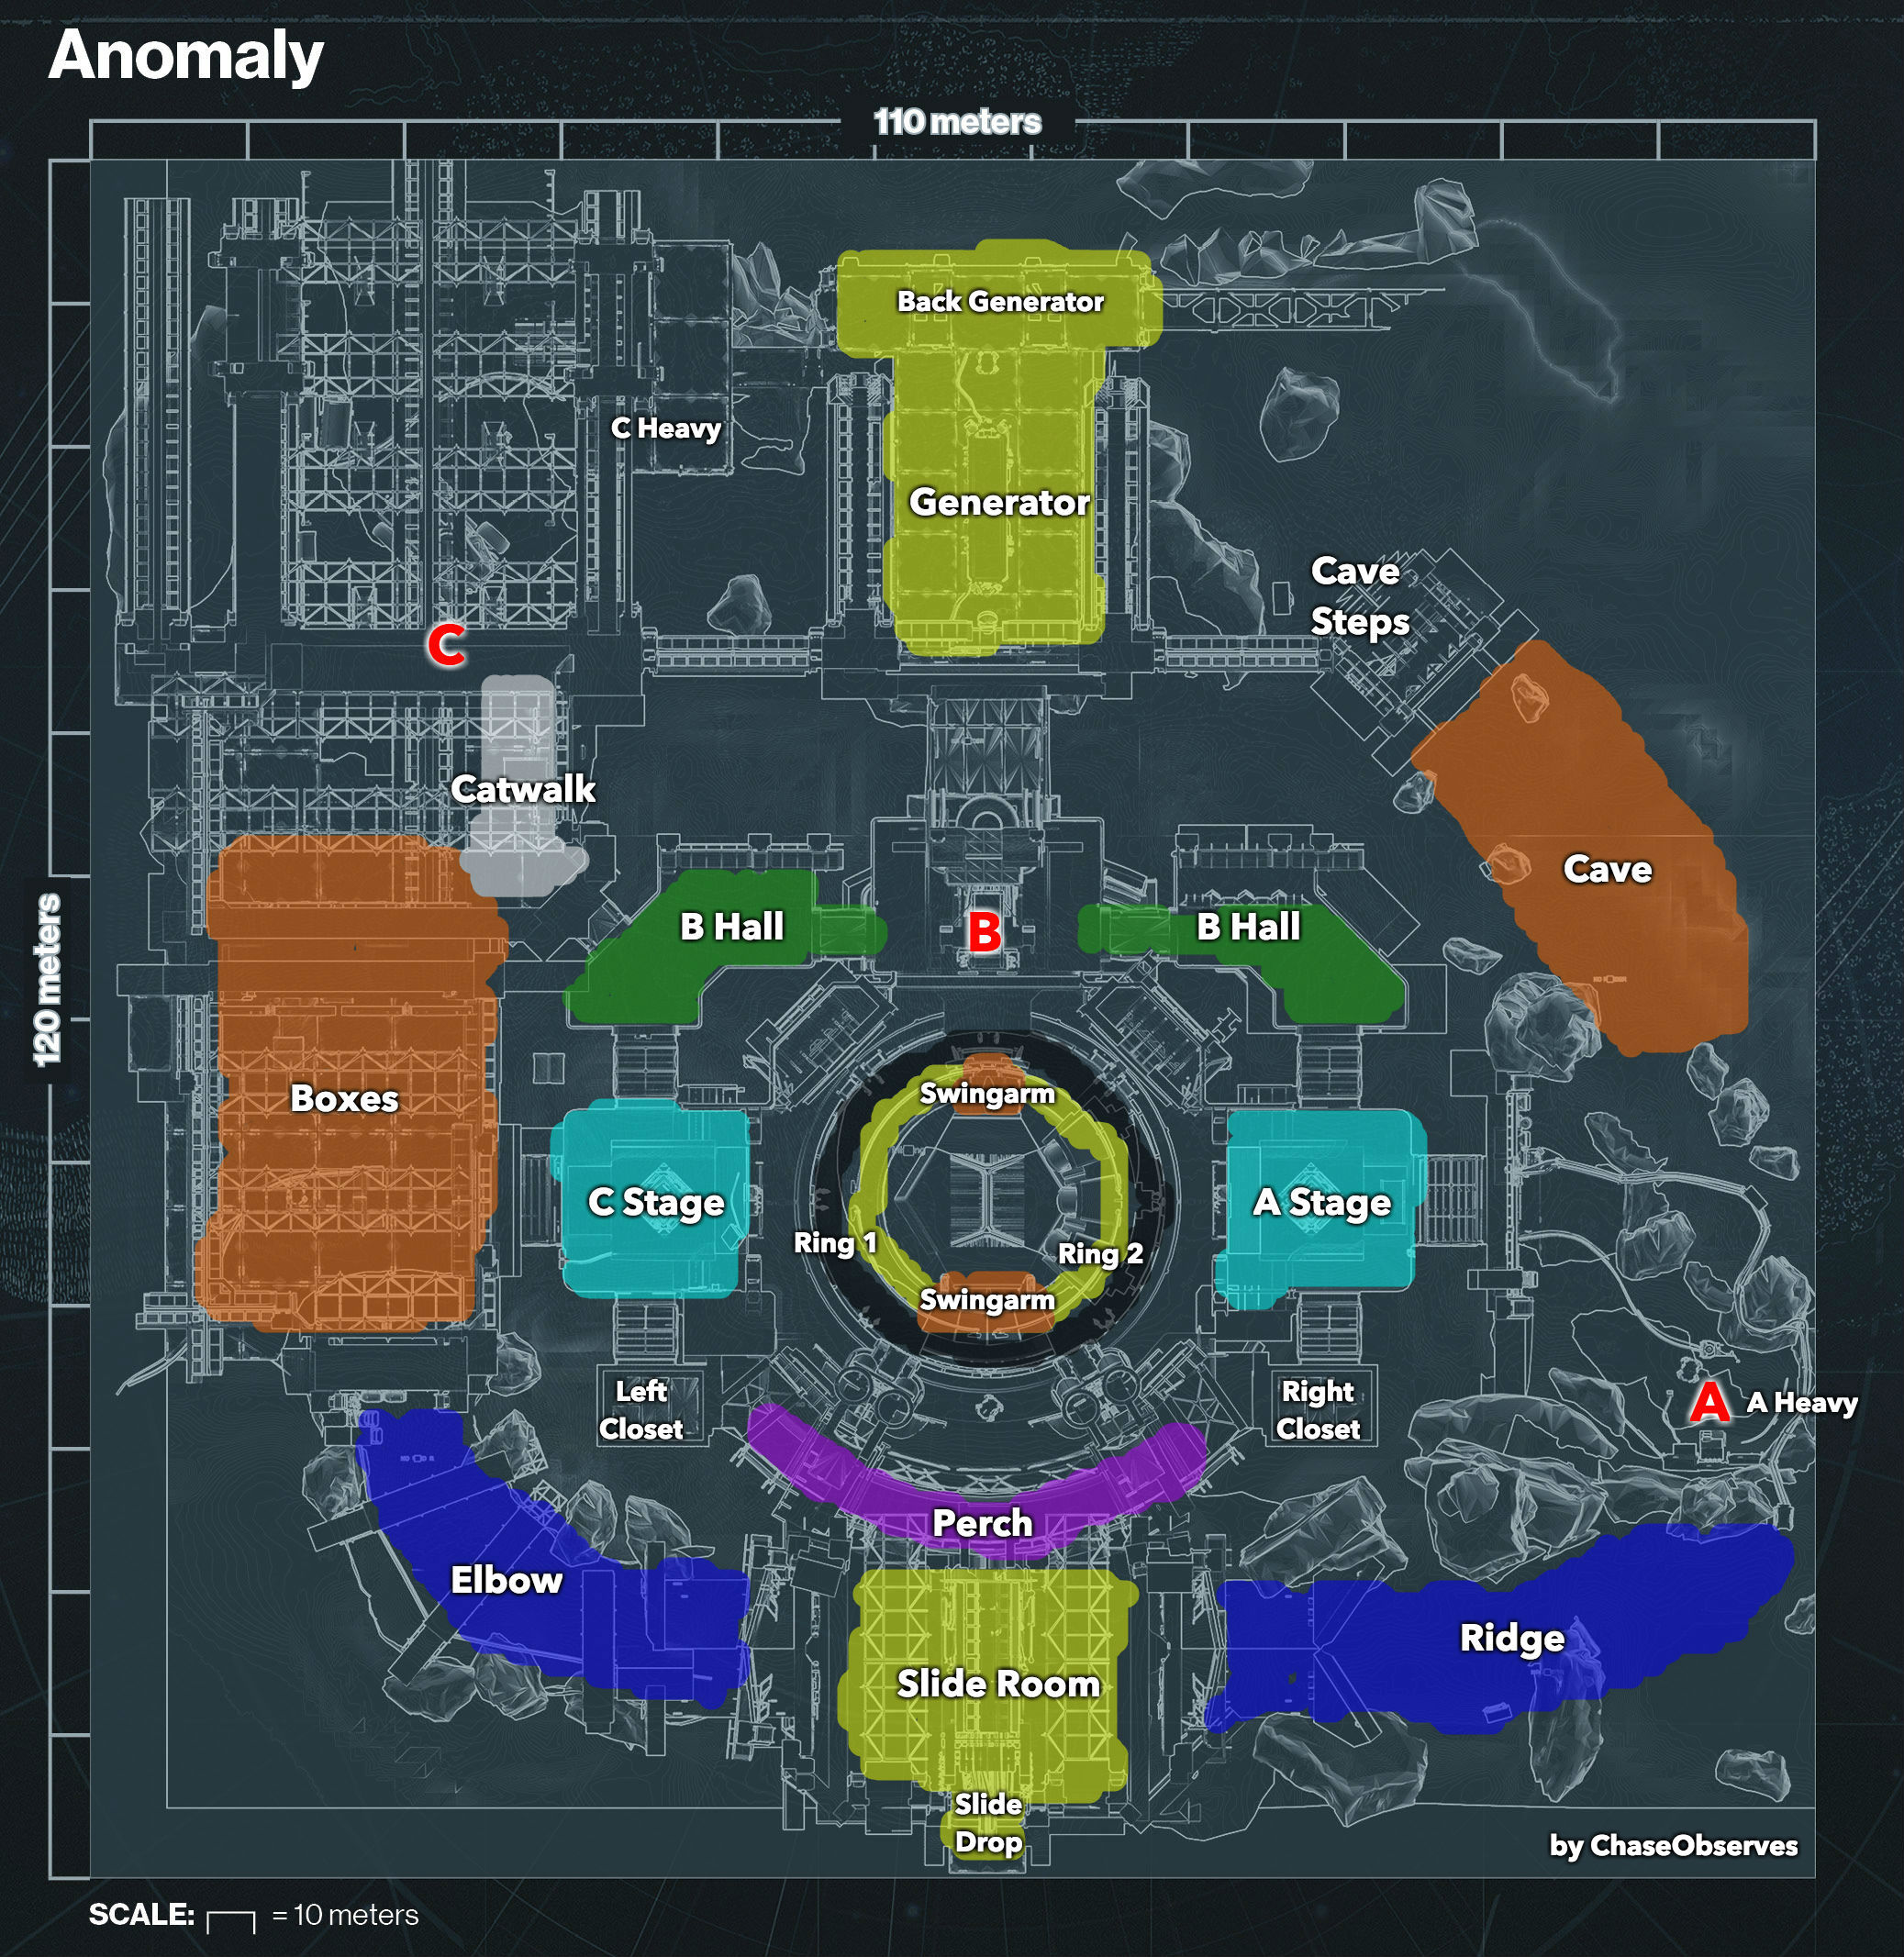 Anomaly
110 meters
120 meters
Back Generator
C Heavy
Generator
Cave
Steps
C
Catwalk
Cave
B Hall
B
B Hall
Boxes
Swingarm
C Stage
A Stage
Ring 1
Ring 2
Swingarm
Left
Closet
Right
Closet
A
A Heavy
Perch
Elbow
Ridge
Slide Room
Slide
Drop
by ChaseObserves
SCALE: = 10 meters